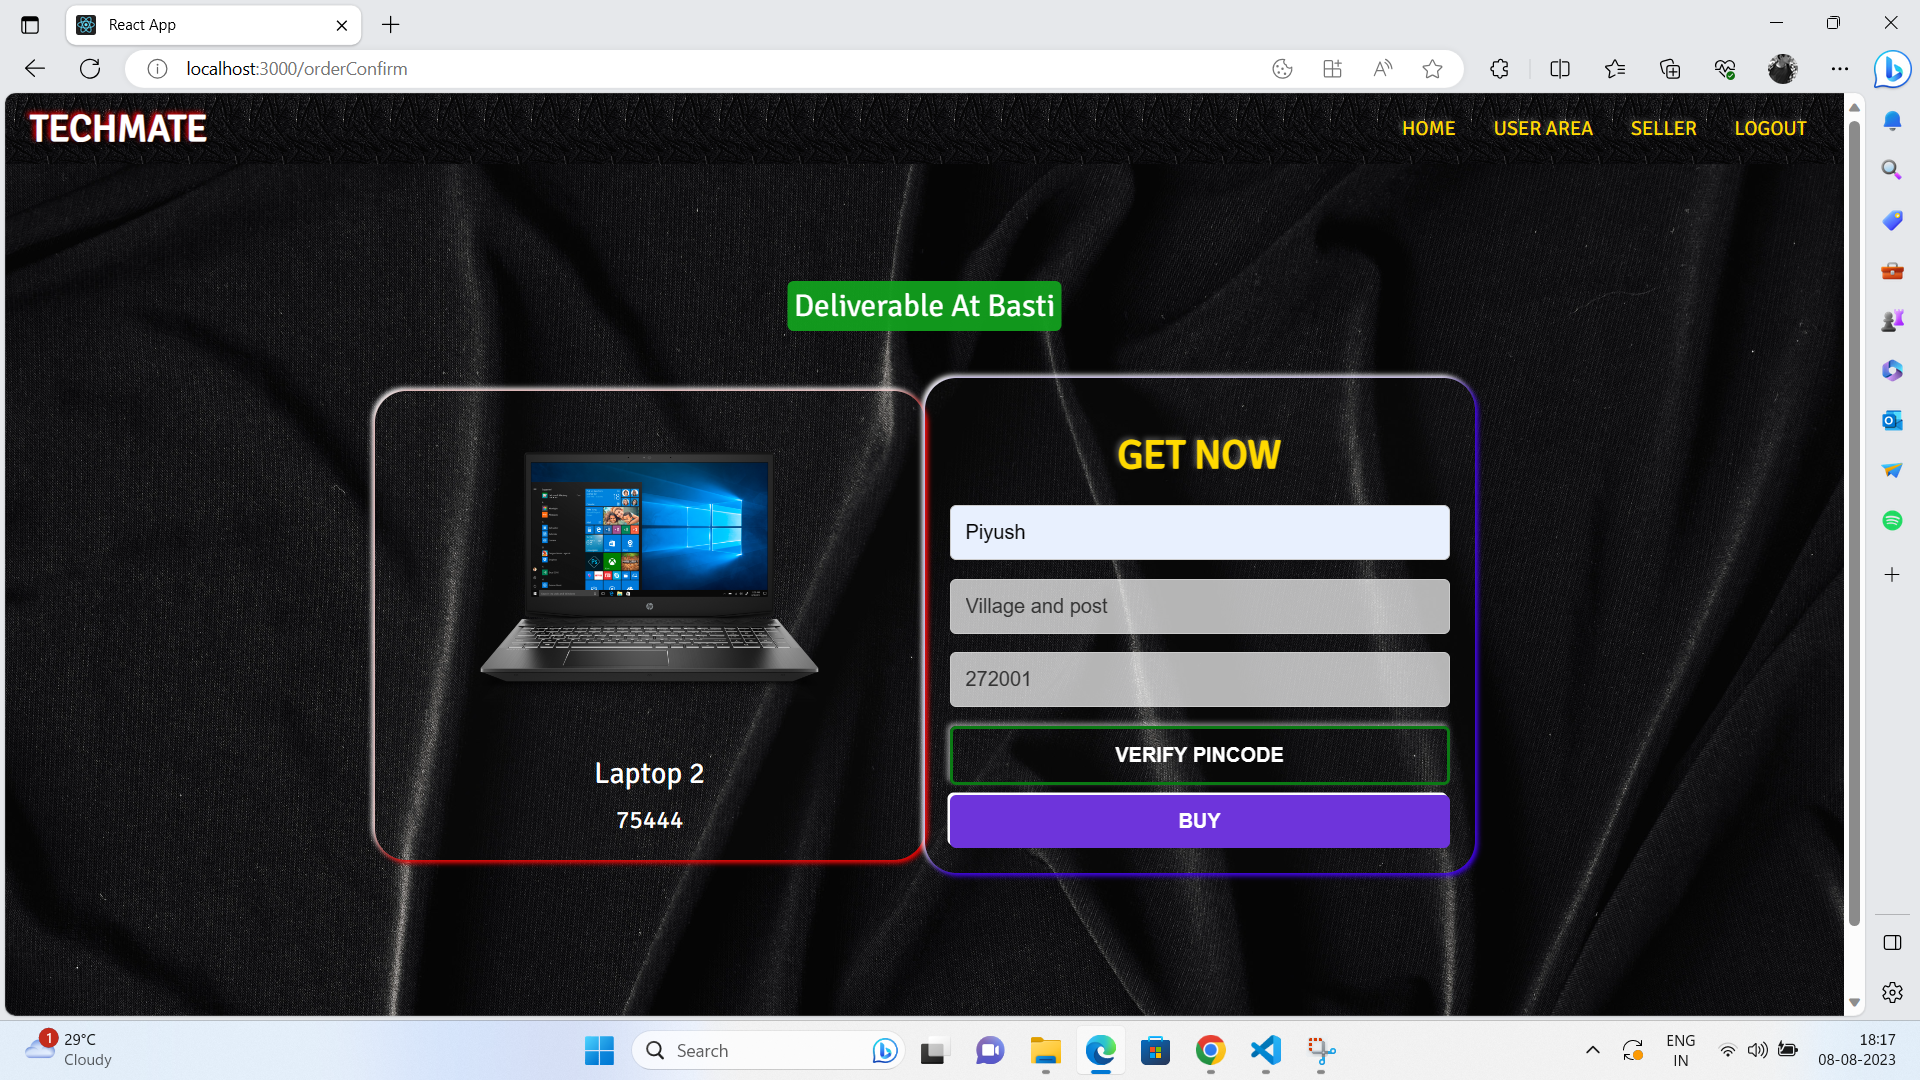 React App
localhost:3000/orderConfirm
TECHMATE
HOME
USER AREA
SELLER
LOGOUT
Deliverable At Basti
Laptop 2
75444
GET NOW
Piyush
Village and post
272001
VERIFY PINCODE
BUY
1
29°C
Cloudy
Search
ENG
IN
18:17
08-08-2023